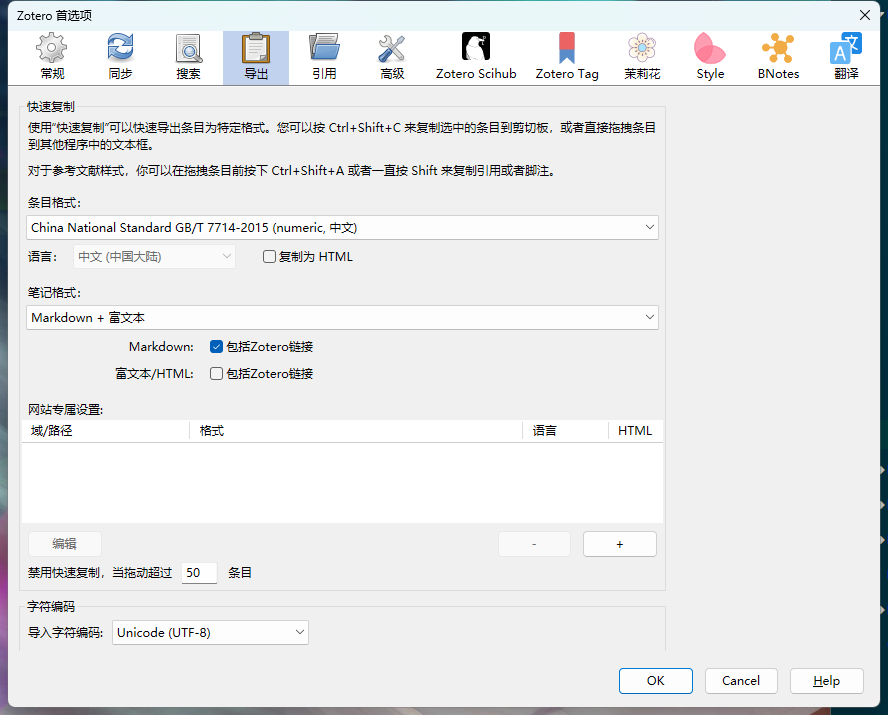 Zotero 首选项
常规 同步 搜索 导出 引用 高级 Zotero Scihub Zotero Tag 茉莉花 Style BNotes 翻译
快速复制
使用“快速复制”可以快速导出条目为特定格式。您可以按 Ctrl+Shift+C 来复制选中的条目到剪切板，或者直接拖拽条目
到其他程序中的文本框。
对于参考文献样式，你可以在拖拽条目前按下 Ctrl+Shift+A 或者一直按 Shift 来复制引用或者脚注。
条目格式：
China National Standard GB/T 7714-2015 (numeric, 中文)
语言： 中文 (中国大陆) 复制为 HTML
笔记格式：
Markdown + 富文本
Markdown: 包括Zotero链接
富文本/HTML: 包括Zotero链接
网站专属设置:
域/路径 格式 语言 HTML
编辑 - +
禁用快速复制，当拖动超过 50 条目
字符编码
导入字符编码: Unicode (UTF-8)
OK Cancel Help